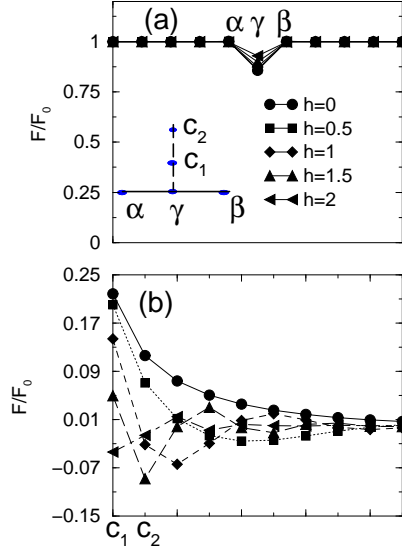 (a)
α γ β
1
0.75
0.5
0.25
0
F/F₀
h=0
h=0.5
h=1
h=1.5
h=2
c₂
c₁
α γ β
(b)
0.25
0.17
0.09
0.01
−0.07
−0.15
F/F₀
c₁ c₂